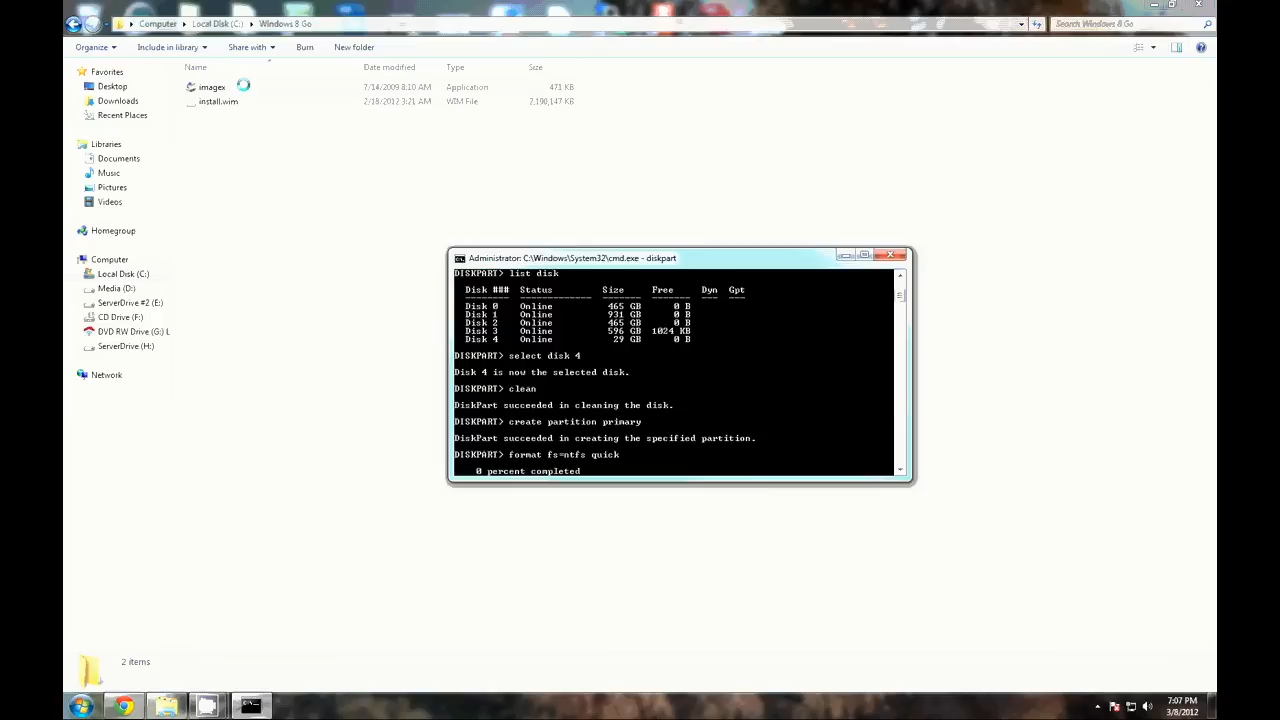 Computer Local Disk (C:) Windows 8 Go Search Windows 8 Go
Organize Include in library Share with Burn New folder
Name Date modified Type Size
Favorites
Desktop
Downloads
Recent Places
Libraries
Documents
Music
Pictures
Videos
Homegroup
Computer
Local Disk (C:)
Media (D:)
ServerDrive #2 (E:)
CD Drive (F:)
DVD RW Drive (G:) L
ServerDrive (H:)
Network
imagex 7/14/2009 8:10 AM Application 471 KB
install.wim 2/18/2012 3:21 AM WIM File 2,190,147 KB
Administrator: C:\Windows\System32\cmd.exe - diskpart
DISKPART> list disk
Disk ### Status Size Free Dyn Gpt
Disk 0 Online 465 GB 0 B
Disk 1 Online 931 GB 0 B
Disk 2 Online 465 GB 0 B
Disk 3 Online 596 GB 1024 KB
Disk 4 Online 29 GB 0 B
DISKPART> select disk 4
Disk 4 is now the selected disk.
DISKPART> clean
DiskPart succeeded in cleaning the disk.
DISKPART> create partition primary
DiskPart succeeded in creating the specified partition.
DISKPART> format fs=ntfs quick
0 percent completed
2 items
7:07 PM
3/8/2012